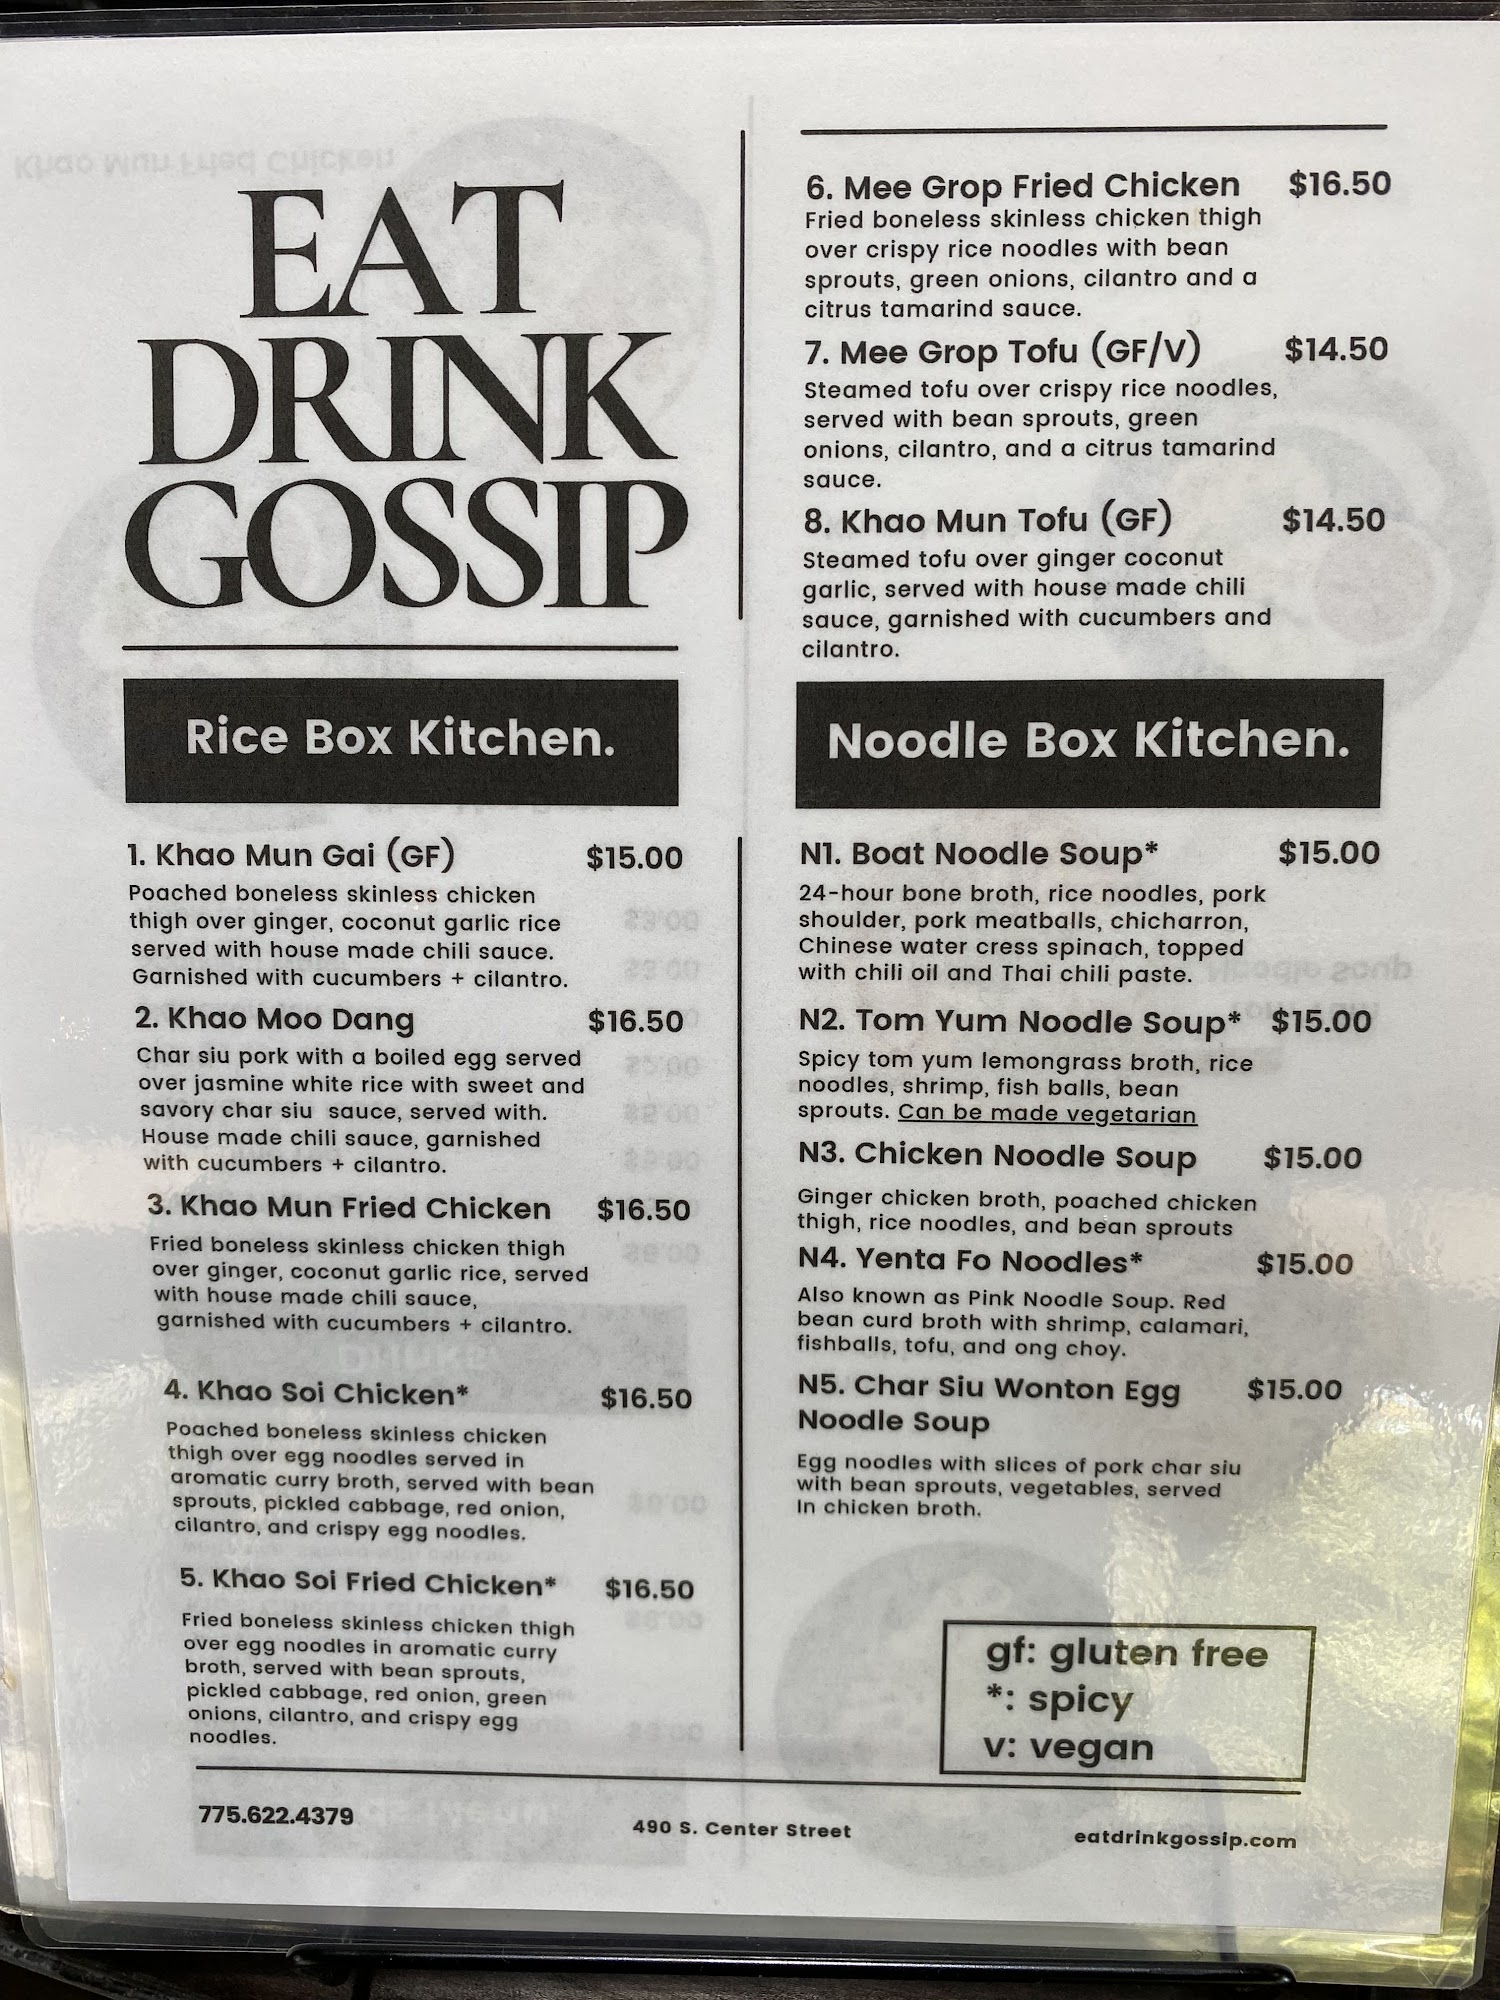 EAT
DRINK
GOSSIP
Rice Box Kitchen.
1. Khao Mun Gai (GF) $15.00
Poached boneless skinless chicken
thigh over ginger, coconut garlic rice
served with house made chili sauce.
Garnished with cucumbers + cilantro.
2. Khao Moo Dang $16.50
Char siu pork with a boiled egg served
over jasmine white rice with sweet and
savory char siu sauce, served with.
House made chili sauce, garnished
with cucumbers + cilantro.
3. Khao Mun Fried Chicken $16.50
Fried boneless skinless chicken thigh
over ginger, coconut garlic rice, served
with house made chili sauce,
garnished with cucumbers + cilantro.
4. Khao Soi Chicken* $16.50
Poached boneless skinless chicken
thigh over egg noodles served in
aromatic curry broth, served with bean
sprouts, pickled cabbage, red onion,
cilantro, and crispy egg noodles.
5. Khao Soi Fried Chicken* $16.50
Fried boneless skinless chicken thigh
over egg noodles in aromatic curry
broth, served with bean sprouts,
pickled cabbage, red onion, green
onions, cilantro, and crispy egg
noodles.
6. Mee Grop Fried Chicken $16.50
Fried boneless skinless chicken thigh
over crispy rice noodles with bean
sprouts, green onions, cilantro and a
citrus tamarind sauce.
7. Mee Grop Tofu (GF/V) $14.50
Steamed tofu over crispy rice noodles,
served with bean sprouts, green
onions, cilantro, and a citrus tamarind
sauce.
8. Khao Mun Tofu (GF) $14.50
Steamed tofu over ginger coconut
garlic, served with house made chili
sauce, garnished with cucumbers and
cilantro.
Noodle Box Kitchen.
N1. Boat Noodle Soup* $15.00
24-hour bone broth, rice noodles, pork
shoulder, pork meatballs, chicharron,
Chinese water cress spinach, topped
with chili oil and Thai chili paste.
N2. Tom Yum Noodle Soup* $15.00
Spicy tom yum lemongrass broth, rice
noodles, shrimp, fish balls, bean
sprouts. Can be made vegetarian
N3. Chicken Noodle Soup $15.00
Ginger chicken broth, poached chicken
thigh, rice noodles, and bean sprouts
N4. Yenta Fo Noodles* $15.00
Also known as Pink Noodle Soup. Red
bean curd broth with shrimp, calamari,
fishballs, tofu, and ong choy.
N5. Char Siu Wonton Egg $15.00
Noodle Soup
Egg noodles with slices of pork char siu
with bean sprouts, vegetables, served
In chicken broth.
gf: gluten free
*: spicy
v: vegan
775.622.4379
490 S. Center Street
eatdrinkgossip.com